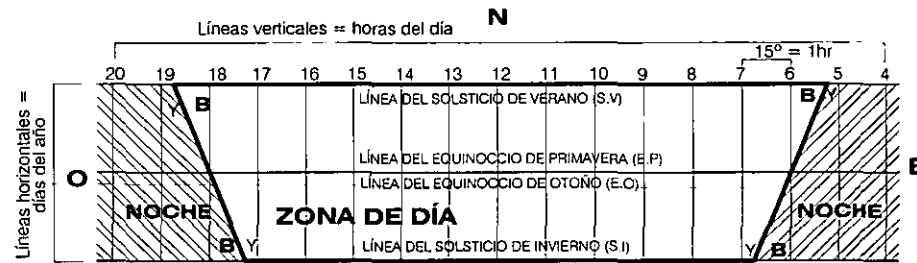 N
Líneas verticales = horas del día
15º = 1hr
20 19 18 17 16 15 14 13 12 11 10 9 8 7 6 5 4
Y B B Y
LÍNEA DEL SOLSTICIO DE VERANO (S.V)
Líneas horizontales =
días del año
LÍNEA DEL EQUINOCCIO DE PRIMAVERA (E.P)
O E
LÍNEA DEL EQUINOCCIO DE OTOÑO (E.O)
NOCHE ZONA DE DÍA NOCHE
B Y Y B
LÍNEA DEL SOLSTICIO DE INVIERNO (S.I)